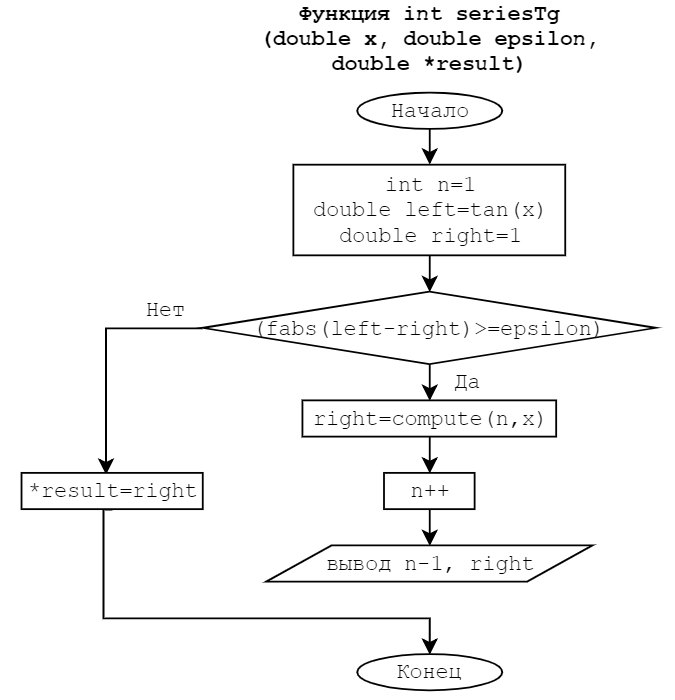 Функция int seriesTg
(double x, double epsilon,
double *result)
Начало
int n=1
double left=tan(x)
double right=1
Нет
(fabs(left-right)>=epsilon)
Да
right=compute(n,x)
*result=right
n++
вывод n-1, right
Конец